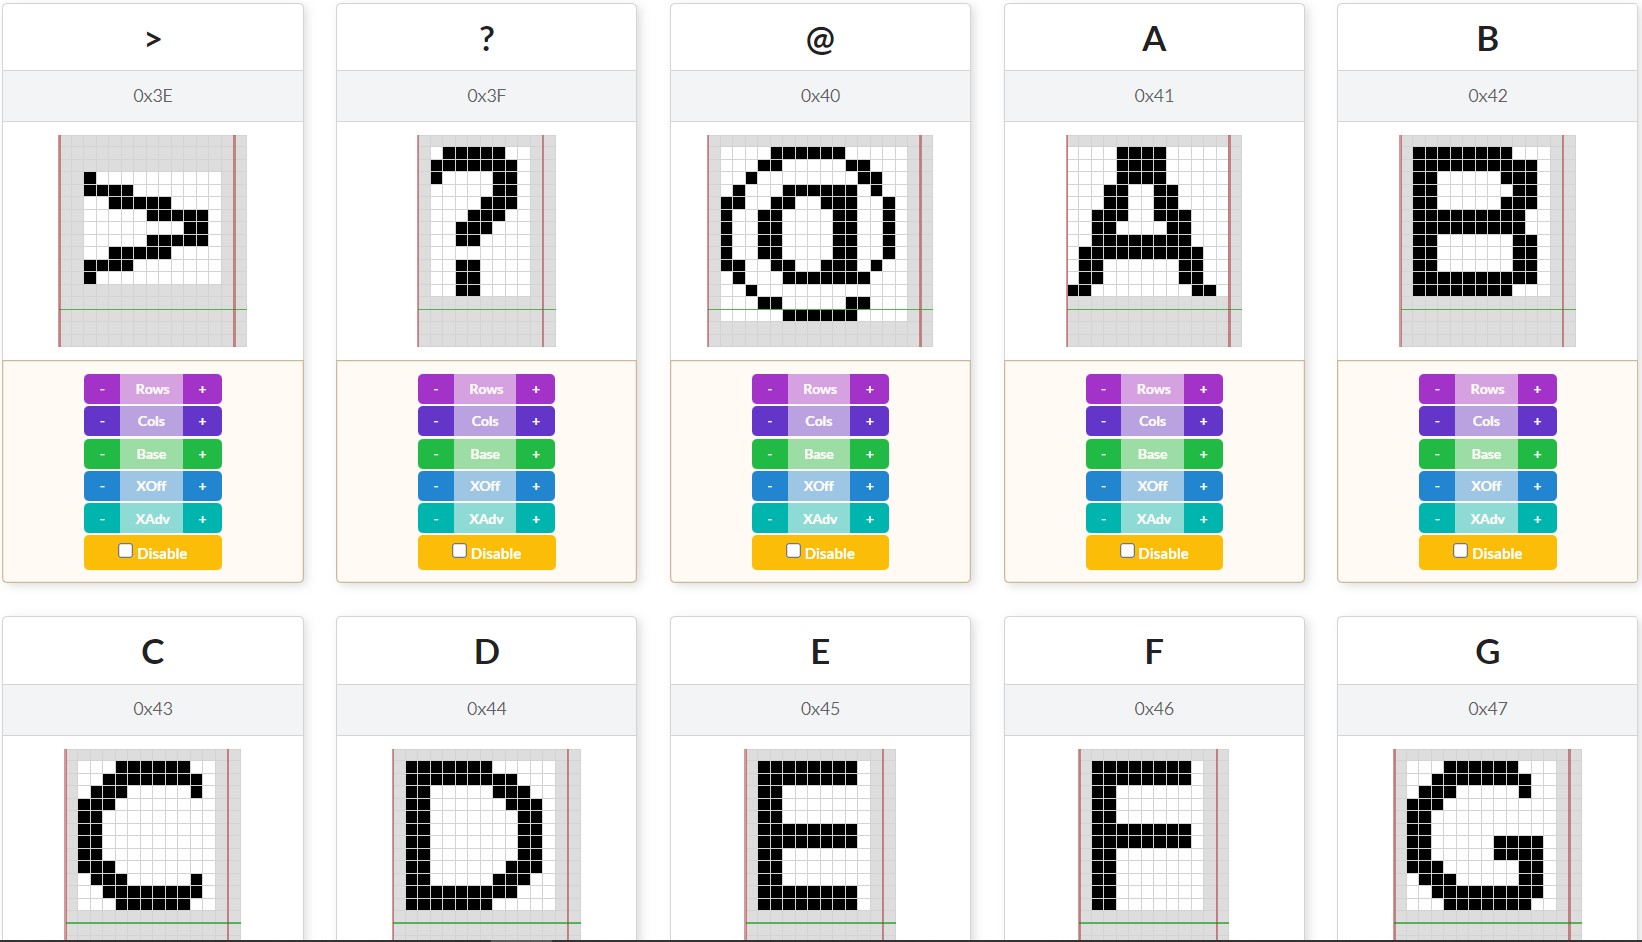 > ? @ A B
0x3E 0x3F 0x40 0x41 0x42
> ? @ A B
- Rows + - Rows + - Rows + - Rows + - Rows +
- Cols + - Cols + - Cols + - Cols + - Cols +
- Base + - Base + - Base + - Base + - Base +
- XOff + - XOff + - XOff + - XOff + - XOff +
- XAdv + - XAdv + - XAdv + - XAdv + - XAdv +
Disable Disable Disable Disable Disable
C D E F G
0x43 0x44 0x45 0x46 0x47
C D E F G